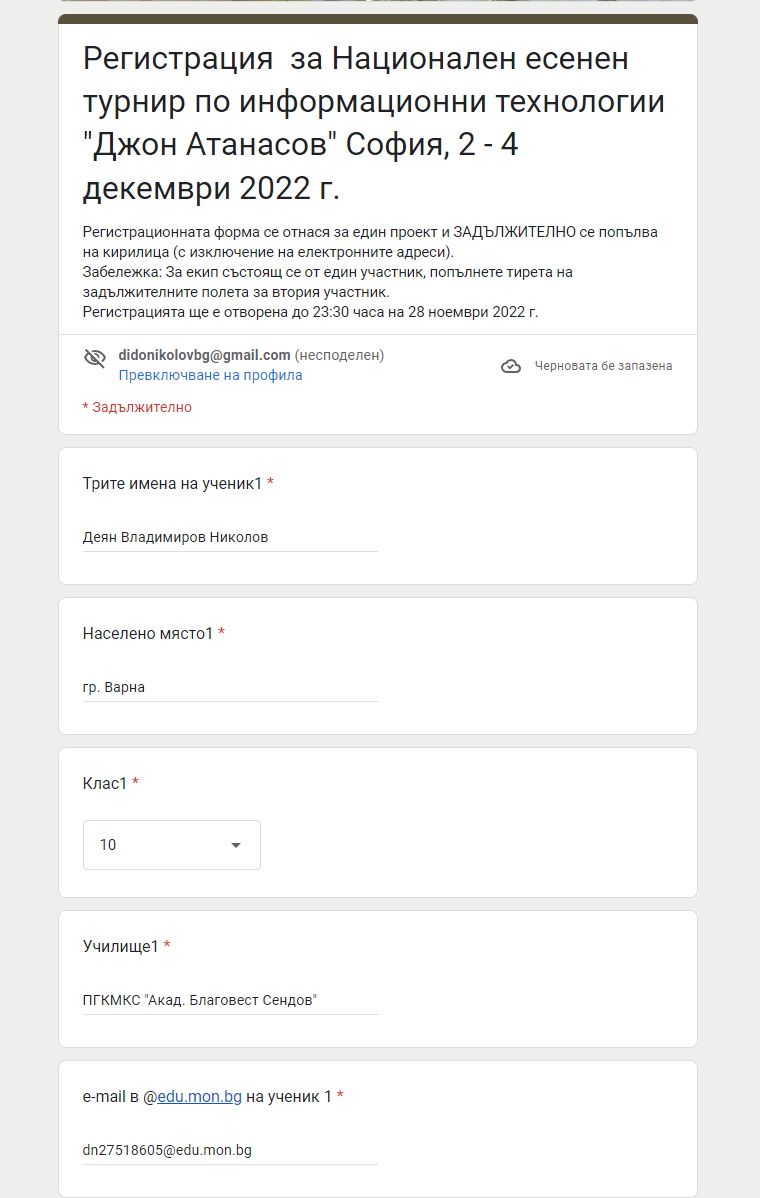 Регистрация  за Национален есенен
турнир по информационни технологии
"Джон Атанасов" София, 2 - 4
декември 2022 г.
Регистрационната форма се отнася за един проект и ЗАДЪЛЖИТЕЛНО се попълва
на кирилица (с изключение на електронните адреси).
Забележка: За екип състоящ се от един участник, попълнете тирета на
задължителните полета за втория участник.
Регистрацията ще е отворена до 23:30 часа на 28 ноември 2022 г.
didonikolovbg@gmail.com (несподелен)
Превключване на профила
Черновата бе запазена
* Задължително
Трите имена на ученик1 *
Деян Владимиров Николов
Населено място1 *
гр. Варна
Клас1 *
10
Училище1 *
ПГКМКС "Акад. Благовест Сендов"
e-mail в @edu.mon.bg на ученик 1 *
dn27518605@edu.mon.bg